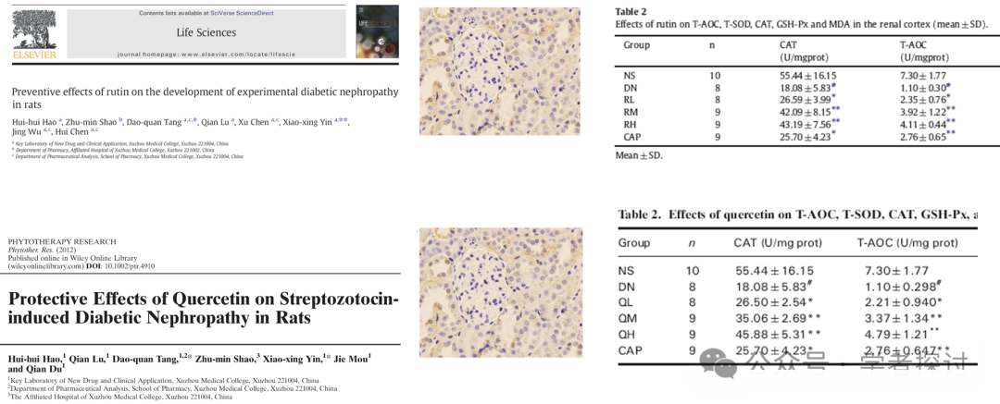 Contents lists available at SciVerse ScienceDirect
Life Sciences
journal homepage: www.elsevier.com/locate/lifescie
ELSEVIER
Preventive effects of rutin on the development of experimental diabetic nephropathy
in rats
Hui-hui Hao a, Zhu-min Shao b, Dao-quan Tang a,c,*, Qian Lu a, Xu Chen a,c, Xiao-xing Yin a,**,
Jing Wu a,c, Hui Chen a,c
a Key Laboratory of New Drug and Clinical Application, Xuzhou Medical College, Xuzhou 221004, China
b Department of Pharmacy, Affiliated Hospital of Xuzhou Medical College, Xuzhou 221002, China
c Department of Pharmaceutical Analysis, School of Pharmacy, Xuzhou Medical College, Xuzhou 221004, China
Table 2
Effects of rutin on T-AOC, T-SOD, CAT, GSH-Px and MDA in the renal cortex (mean±SD).
Group n CAT T-AOC
(U/mgprot) (U/mgprot)
NS 10 55.44±16.15 7.30±1.77
DN 8 18.08±5.83# 1.10±0.30#
RL 8 26.59±3.99* 2.35±0.76*
RM 9 42.09±8.15** 3.92±1.22**
RH 9 43.19±7.56** 4.11±0.44**
CAP 9 25.70±4.23* 2.76±0.65**
Mean±SD.
PHYTOTHERAPY RESEARCH
Phytother. Res. (2012)
Published online in Wiley Online Library
(wileyonlinelibrary.com) DOI: 10.1002/ptr.4910
Protective Effects of Quercetin on Streptozotocin-
induced Diabetic Nephropathy in Rats
Hui-hui Hao,1 Qian Lu,1 Dao-quan Tang,1,2* Zhu-min Shao,3 Xiao-xing Yin,1* Jie Mou1
and Qian Du1
1Key Laboratory of New Drug and Clinical Application, Xuzhou Medical College, Xuzhou 221004, China
2Department of Pharmaceutical Analysis, School of Pharmacy, Xuzhou Medical College, Xuzhou 221004, China
3The Affiliated Hospital of Xuzhou Medical College, Xuzhou 221004, China
Table 2. Effects of quercetin on T-AOC, T-SOD, CAT, GSH-Px,
Group n CAT (U/mg prot) T-AOC (U/mg prot)
NS 10 55.44±16.15 7.30±1.77
DN 8 18.08±5.83# 1.10±0.298#
QL 8 26.50±2.54* 2.21±0.940*
QM 9 35.06±2.69** 3.37±1.34**
QH 9 45.88±5.31** 4.79±1.21**
CAP 9 25.70±4.23* 2.76±0.647**
公众号·学者探讨